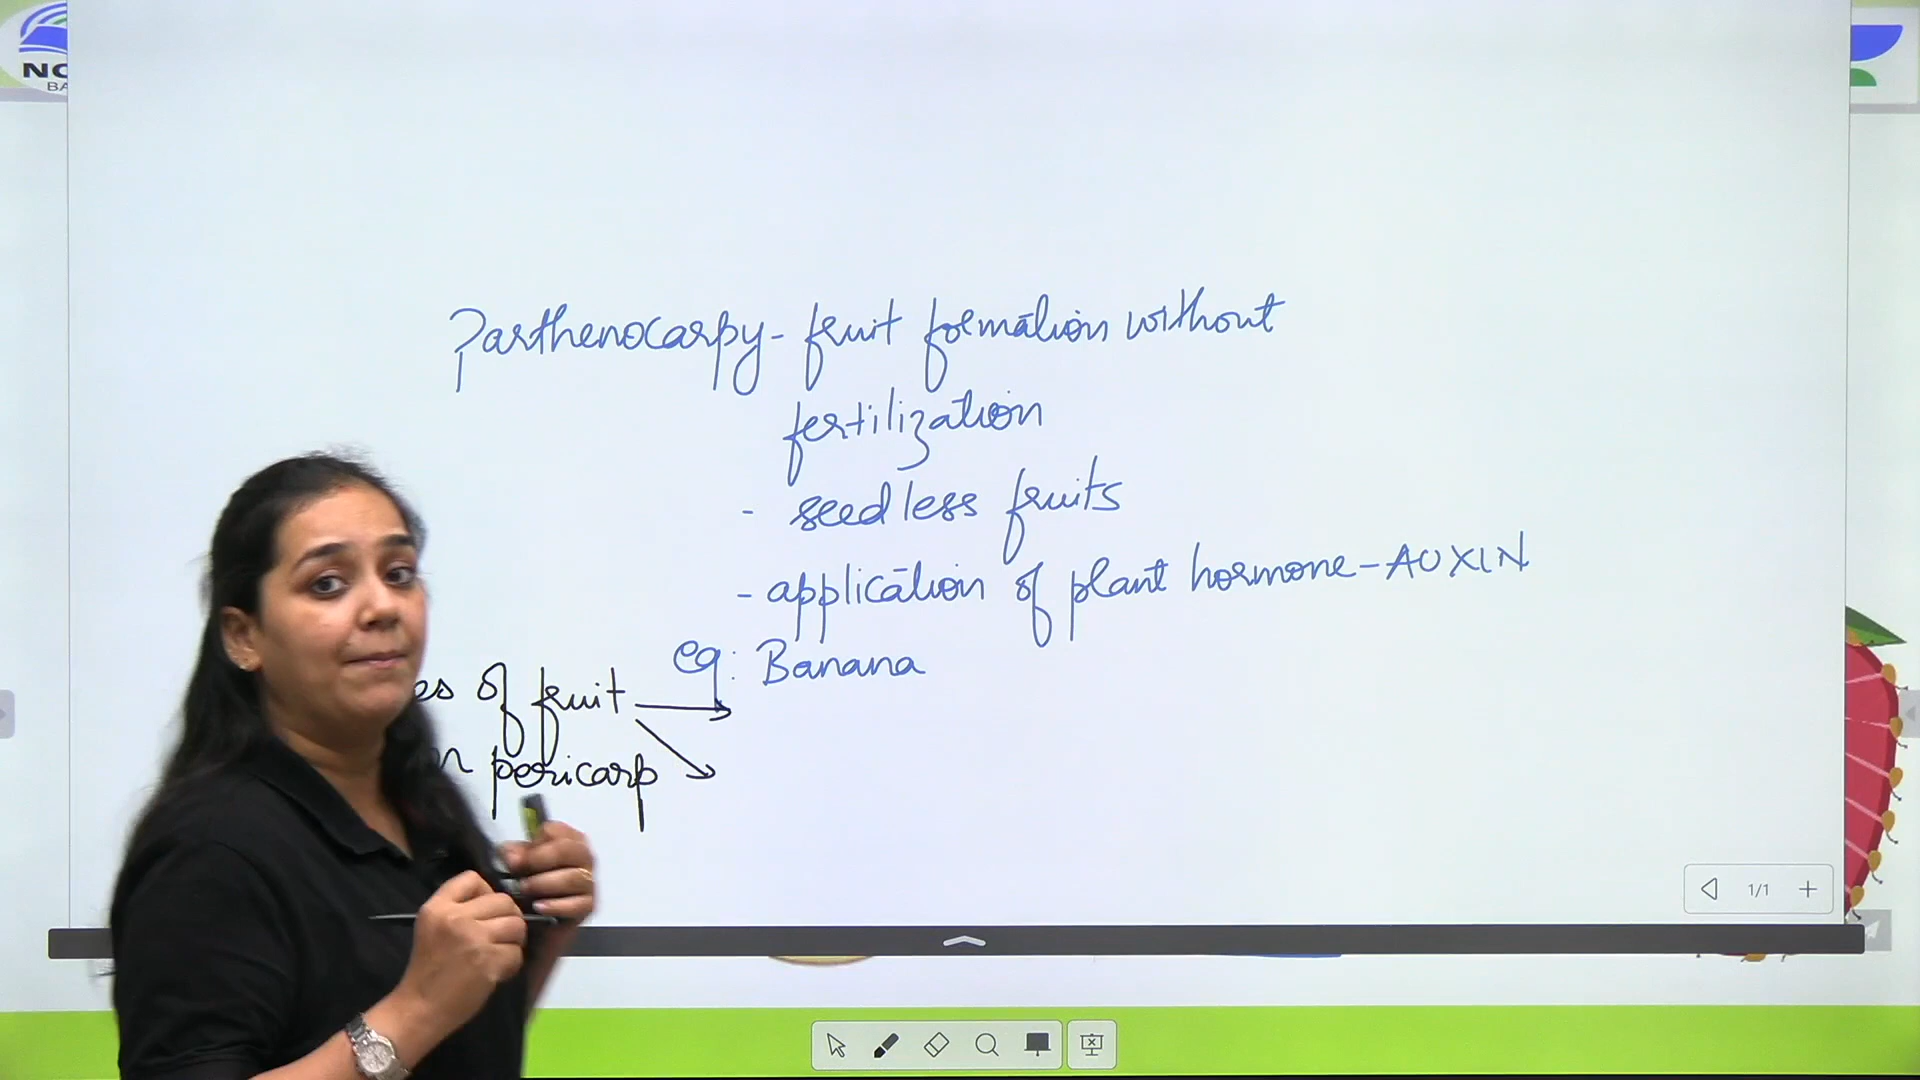 Parthenocarpy - fruit formation without
fertilization
- seedless fruits
- application of plant hormone - AUXIN
eg: Banana
of fruit
pericarp
1/1